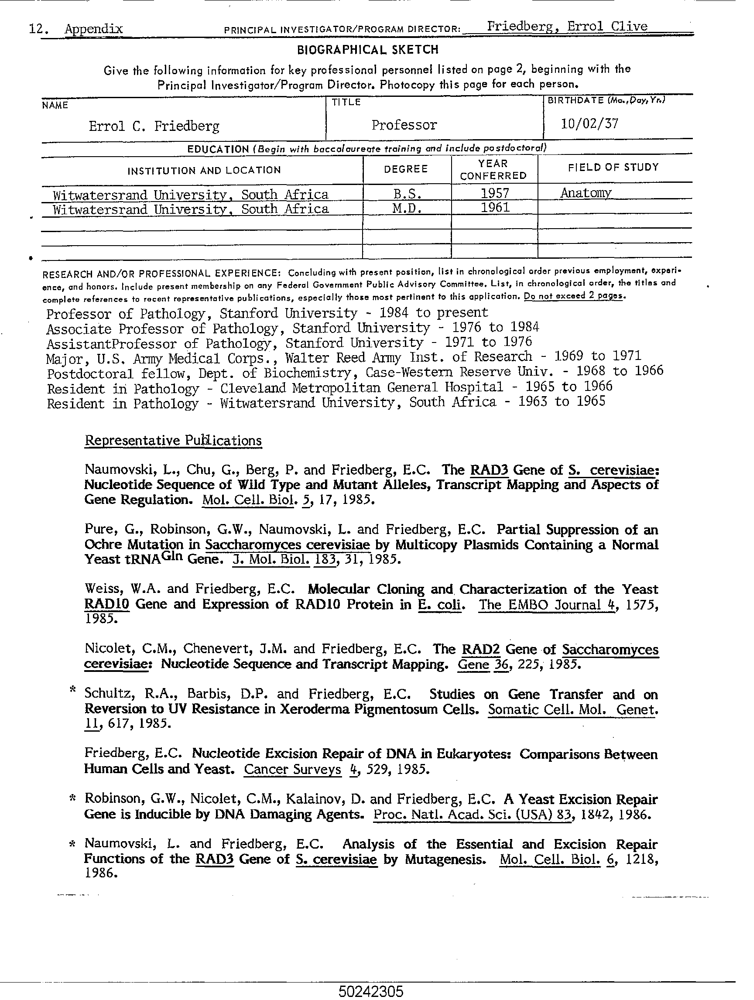 12. Appendix PRINCIPAL INVESTIGATOR/PROGRAM DIRECTOR: Friedberg, Errol Clive
BIOGRAPHICAL SKETCH
Give the following information for key professional personnel listed on page 2, beginning with the
Principal Investigator/Program Director. Photocopy this page for each person.
NAME TITLE BIRTHDATE (Mo., Day, Yr.)
Errol C. Friedberg Professor 10/02/37
EDUCATION (Begin with baccalaureate training and include postdoctoral)
INSTITUTION AND LOCATION DEGREE YEAR CONFERRED FIELD OF STUDY
Witwatersrand University, South Africa B.S. 1957 Anatomy
Witwatersrand University, South Africa M.D. 1961
RESEARCH AND/OR PROFESSIONAL EXPERIENCE: Concluding with present position, list in chronological order previous employment, experi-
ence, and honors. Include present membership on any Federal Government Public Advisory Committee. List, in chronological order, the titles and
complete references to recent representative publications, especially those most pertinent to this application. Do not exceed 2 pages.
Professor of Pathology, Stanford University - 1984 to present
Associate Professor of Pathology, Stanford University - 1976 to 1984
AssistantProfessor of Pathology, Stanford University - 1971 to 1976
Major, U.S. Army Medical Corps., Walter Reed Army Inst. of Research - 1969 to 1971
Postdoctoral fellow, Dept. of Biochemistry, Case-Western Reserve Univ. - 1968 to 1966
Resident in Pathology - Cleveland Metropolitan General Hospital - 1965 to 1966
Resident in Pathology - Witwatersrand University, South Africa - 1963 to 1965
Representative Publications
Naumovski, L., Chu, G., Berg, P. and Friedberg, E.C. The RAD3 Gene of S. cerevisiae:
Nucleotide Sequence of Wild Type and Mutant Alleles, Transcript Mapping and Aspects of
Gene Regulation. Mol. Cell. Biol. 5, 17, 1985.
Pure, G., Robinson, G.W., Naumovski, L. and Friedberg, E.C. Partial Suppression of an
Ochre Mutation in Saccharomyces cerevisiae by Multicopy Plasmids Containing a Normal
Yeast tRNAGln Gene. J. Mol. Biol. 183, 31, 1985.
Weiss, W.A. and Friedberg, E.C. Molecular Cloning and Characterization of the Yeast
RAD10 Gene and Expression of RAD10 Protein in E. coli. The EMBO Journal 4, 1575,
1985.
Nicolet, C.M., Chenevert, J.M. and Friedberg, E.C. The RAD2 Gene of Saccharomyces
cerevisiae: Nucleotide Sequence and Transcript Mapping. Gene 36, 225, 1985.
* Schultz, R.A., Barbis, D.P. and Friedberg, E.C. Studies on Gene Transfer and on
Reversion to UV Resistance in Xeroderma Pigmentosum Cells. Somatic Cell. Mol. Genet.
11, 617, 1985.
Friedberg, E.C. Nucleotide Excision Repair of DNA in Eukaryotes: Comparisons Between
Human Cells and Yeast. Cancer Surveys 4, 529, 1985.
* Robinson, G.W., Nicolet, C.M., Kalainov, D. and Friedberg, E.C. A Yeast Excision Repair
Gene is Inducible by DNA Damaging Agents. Proc. Natl. Acad. Sci. (USA) 83, 1842, 1986.
* Naumovski, L. and Friedberg, E.C. Analysis of the Essential and Excision Repair
Functions of the RAD3 Gene of S. cerevisiae by Mutagenesis. Mol. Cell. Biol. 6, 1218,
1986.
50242305